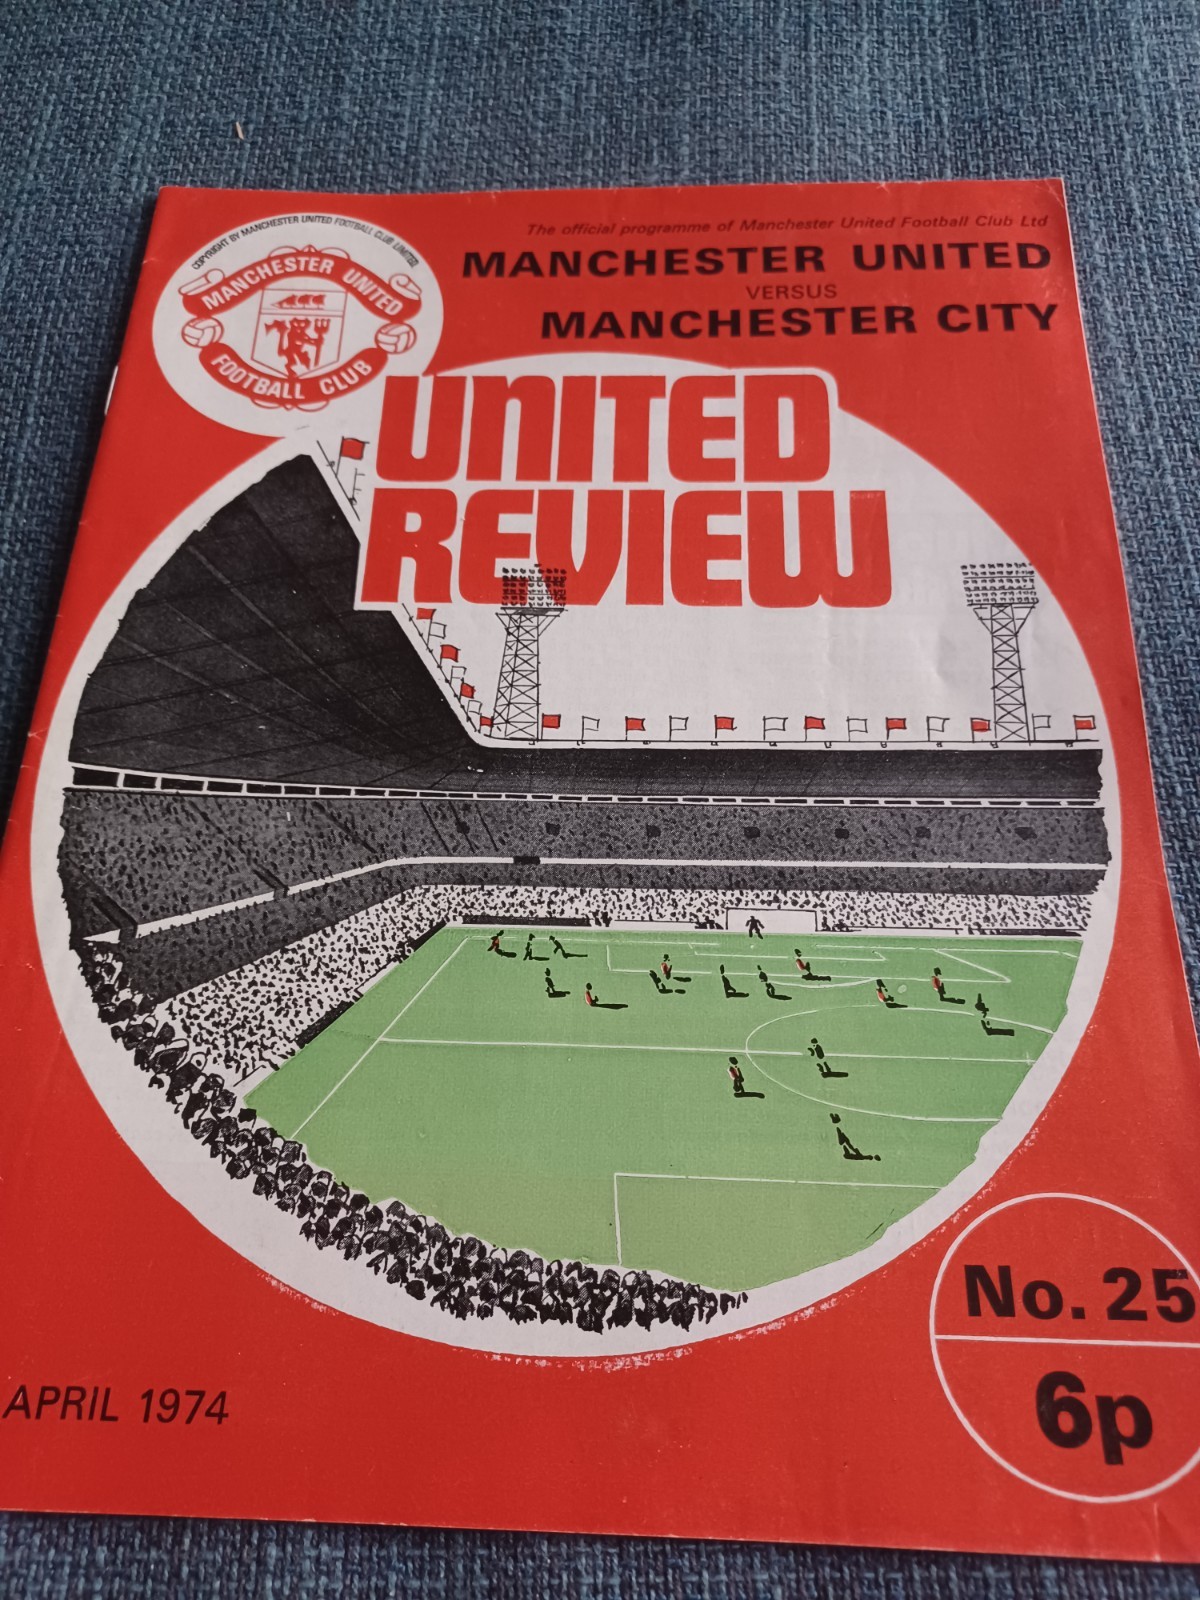 COPYRIGHT BY MANCHESTER UNITED FOOTBALL CLUB LIMITED
MANCHESTER UNITED
FOOTBALL CLUB
The official programme of Manchester United Football Club Ltd
MANCHESTER UNITED
VERSUS
MANCHESTER CITY
UNITED
REVIEW
No. 25
6p
APRIL 1974